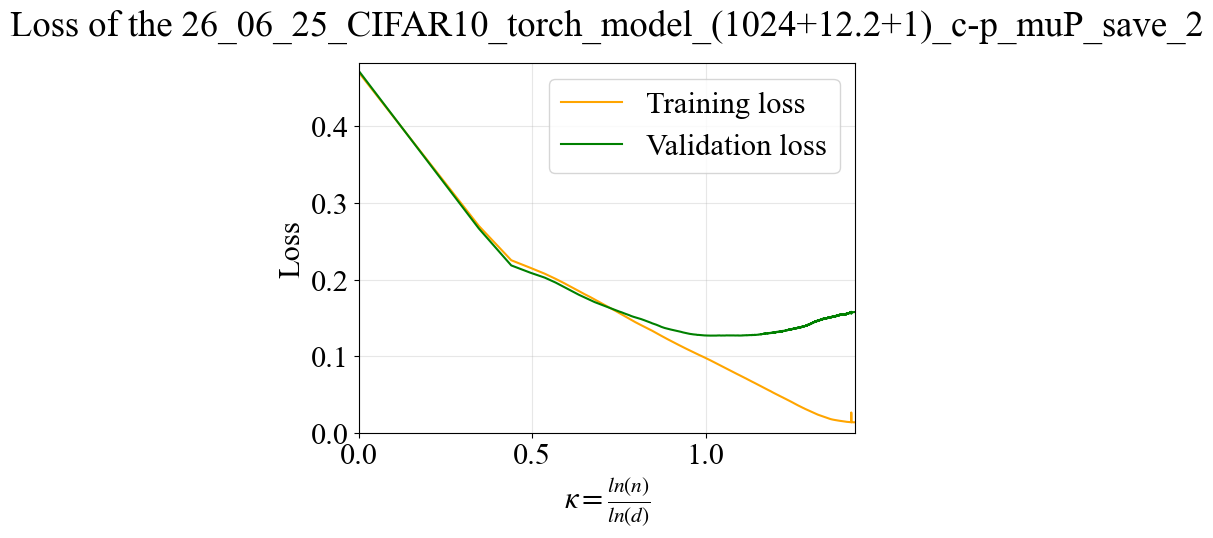 Loss of the 26_06_25_CIFAR10_torch_model_(1024+12.2+1)_c-p_muP_save_2
Training loss
Validation loss
Loss
0.4
0.3
0.2
0.1
0.0
0.0 0.5 1.0
κ = ln(n)/ln(d)